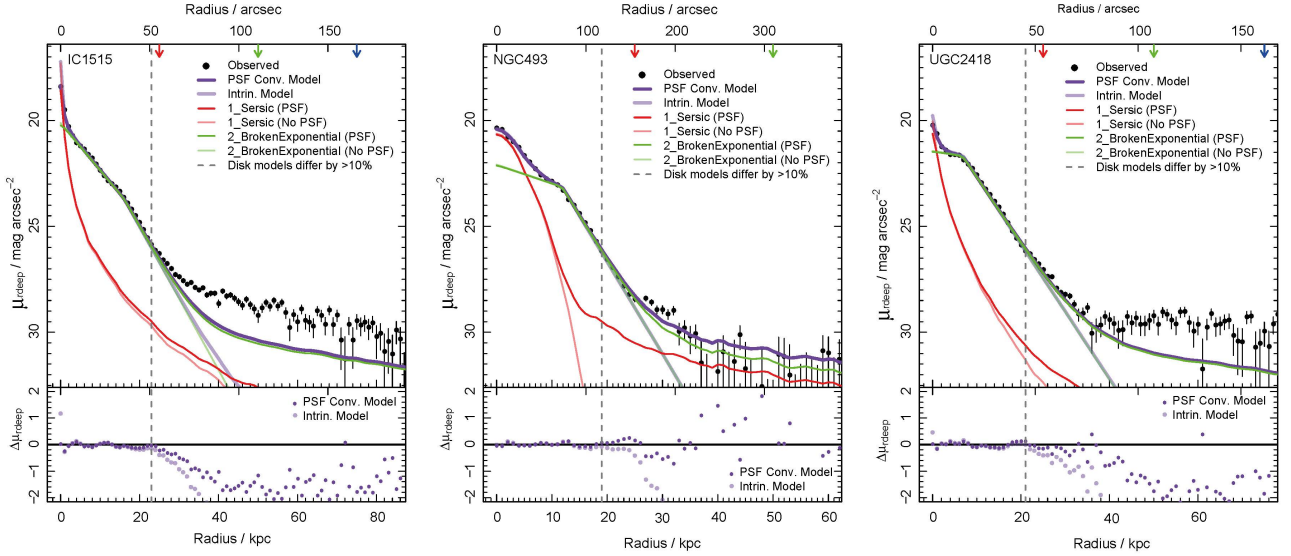 Radius / arcsec
0 50 100 150
IC1515
Observed
PSF Conv. Model
Intrin. Model
1_Sersic (PSF)
1_Sersic (No PSF)
2_BrokenExponential (PSF)
2_BrokenExponential (No PSF)
Disk models differ by >10%
μrdeep / mag arcsec−2
20
25
30
Δμrdeep
2
1
0
-1
-2
PSF Conv. Model
Intrin. Model
0 20 40 60 80
Radius / kpc
Radius / arcsec
0 100 200 300
NGC493
Observed
PSF Conv. Model
Intrin. Model
1_Sersic (PSF)
1_Sersic (No PSF)
2_BrokenExponential (PSF)
2_BrokenExponential (No PSF)
Disk models differ by >10%
μrdeep / mag arcsec−2
20
25
30
Δμrdeep
2
1
0
-1
-2
PSF Conv. Model
Intrin. Model
0 10 20 30 40 50 60
Radius / kpc
Radius / arcsec
0 50 100 150
UGC2418
Observed
PSF Conv. Model
Intrin. Model
1_Sersic (PSF)
1_Sersic (No PSF)
2_BrokenExponential (PSF)
2_BrokenExponential (No PSF)
Disk models differ by >10%
μrdeep / mag arcsec−2
20
25
30
Δμrdeep
2
1
0
-1
-2
PSF Conv. Model
Intrin. Model
0 20 40 60
Radius / kpc